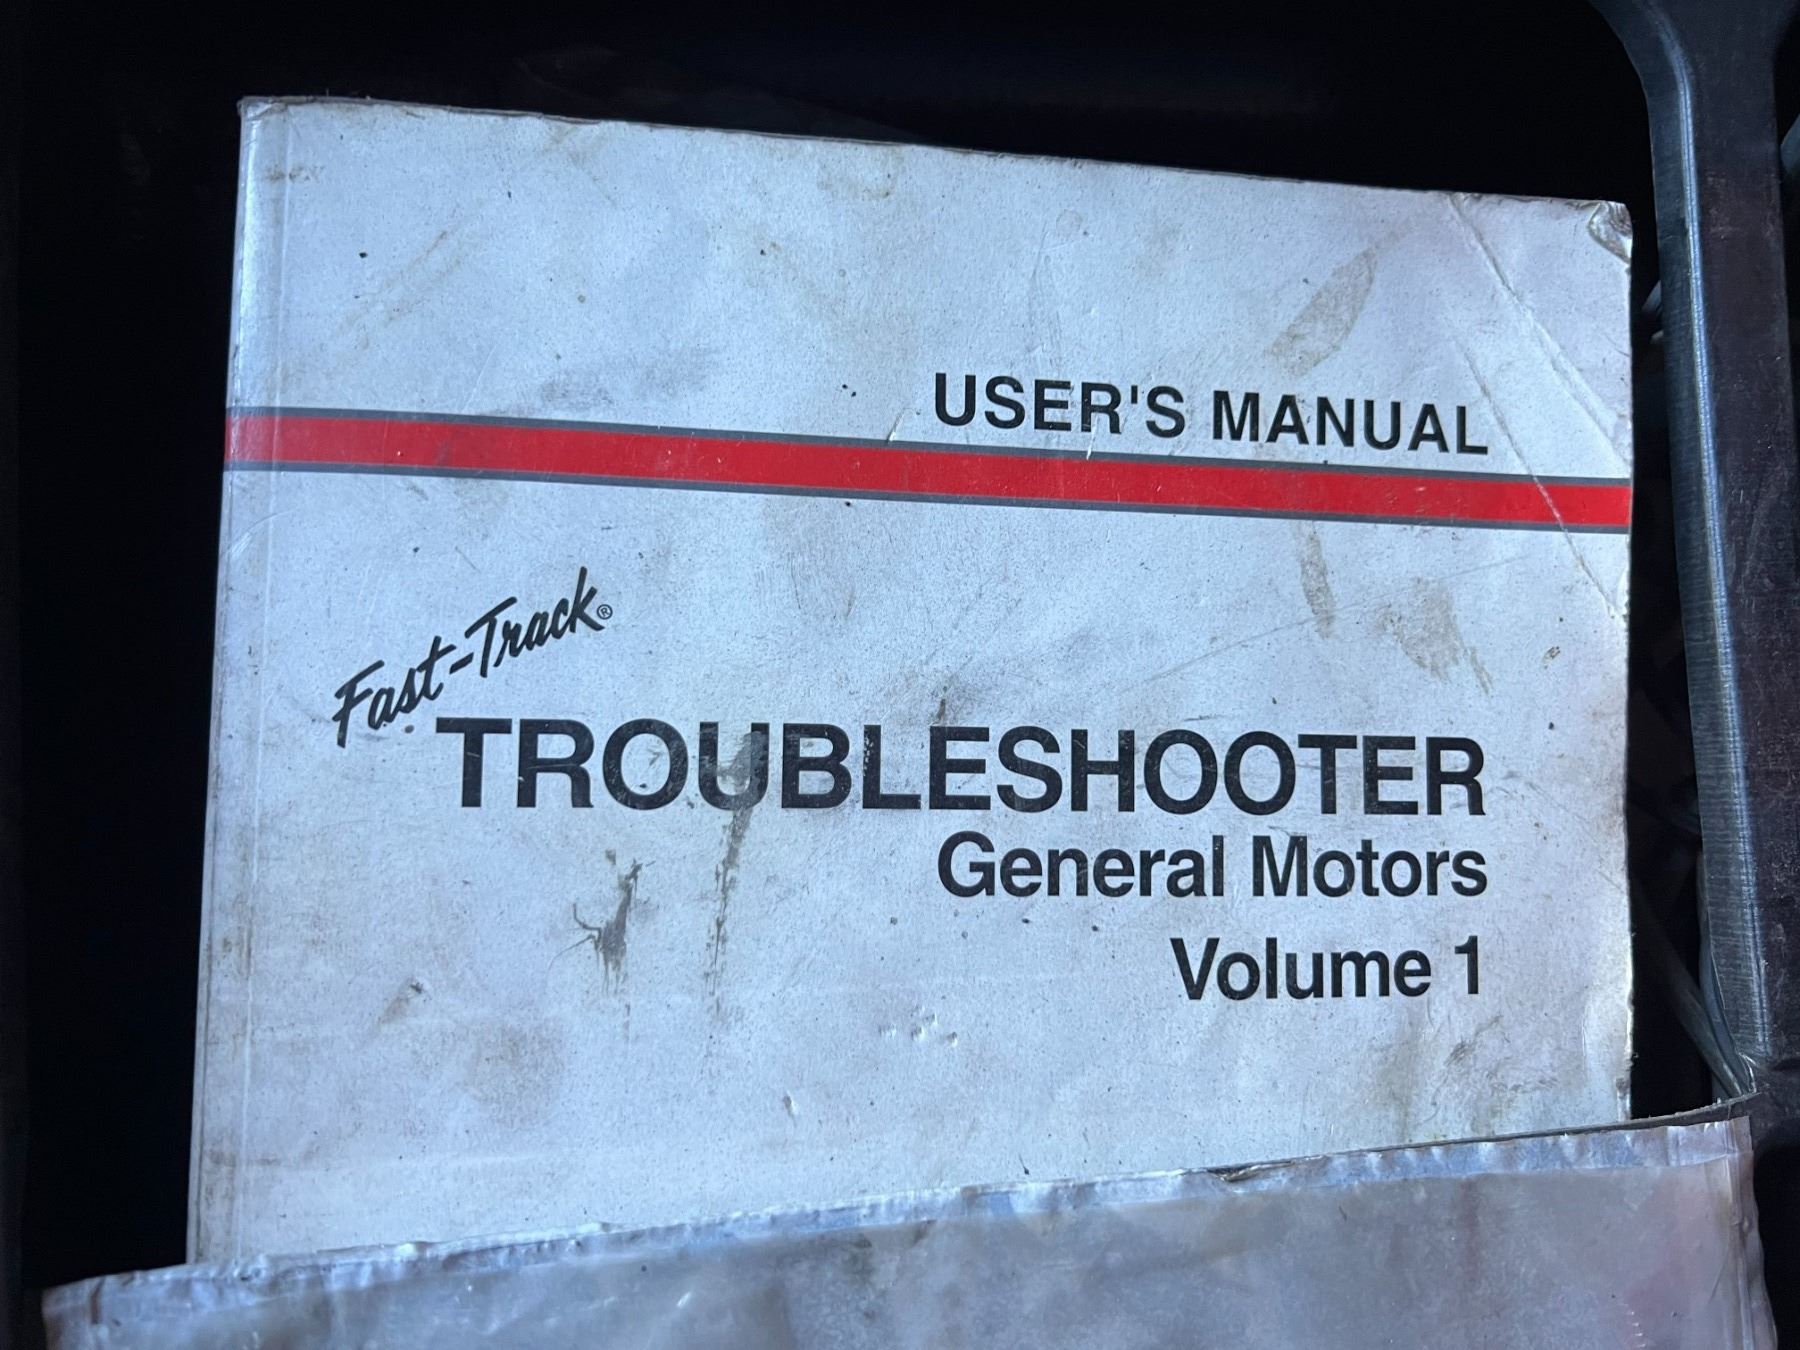 USER'S MANUAL
Fast-Track®
TROUBLESHOOTER
General Motors
Volume 1